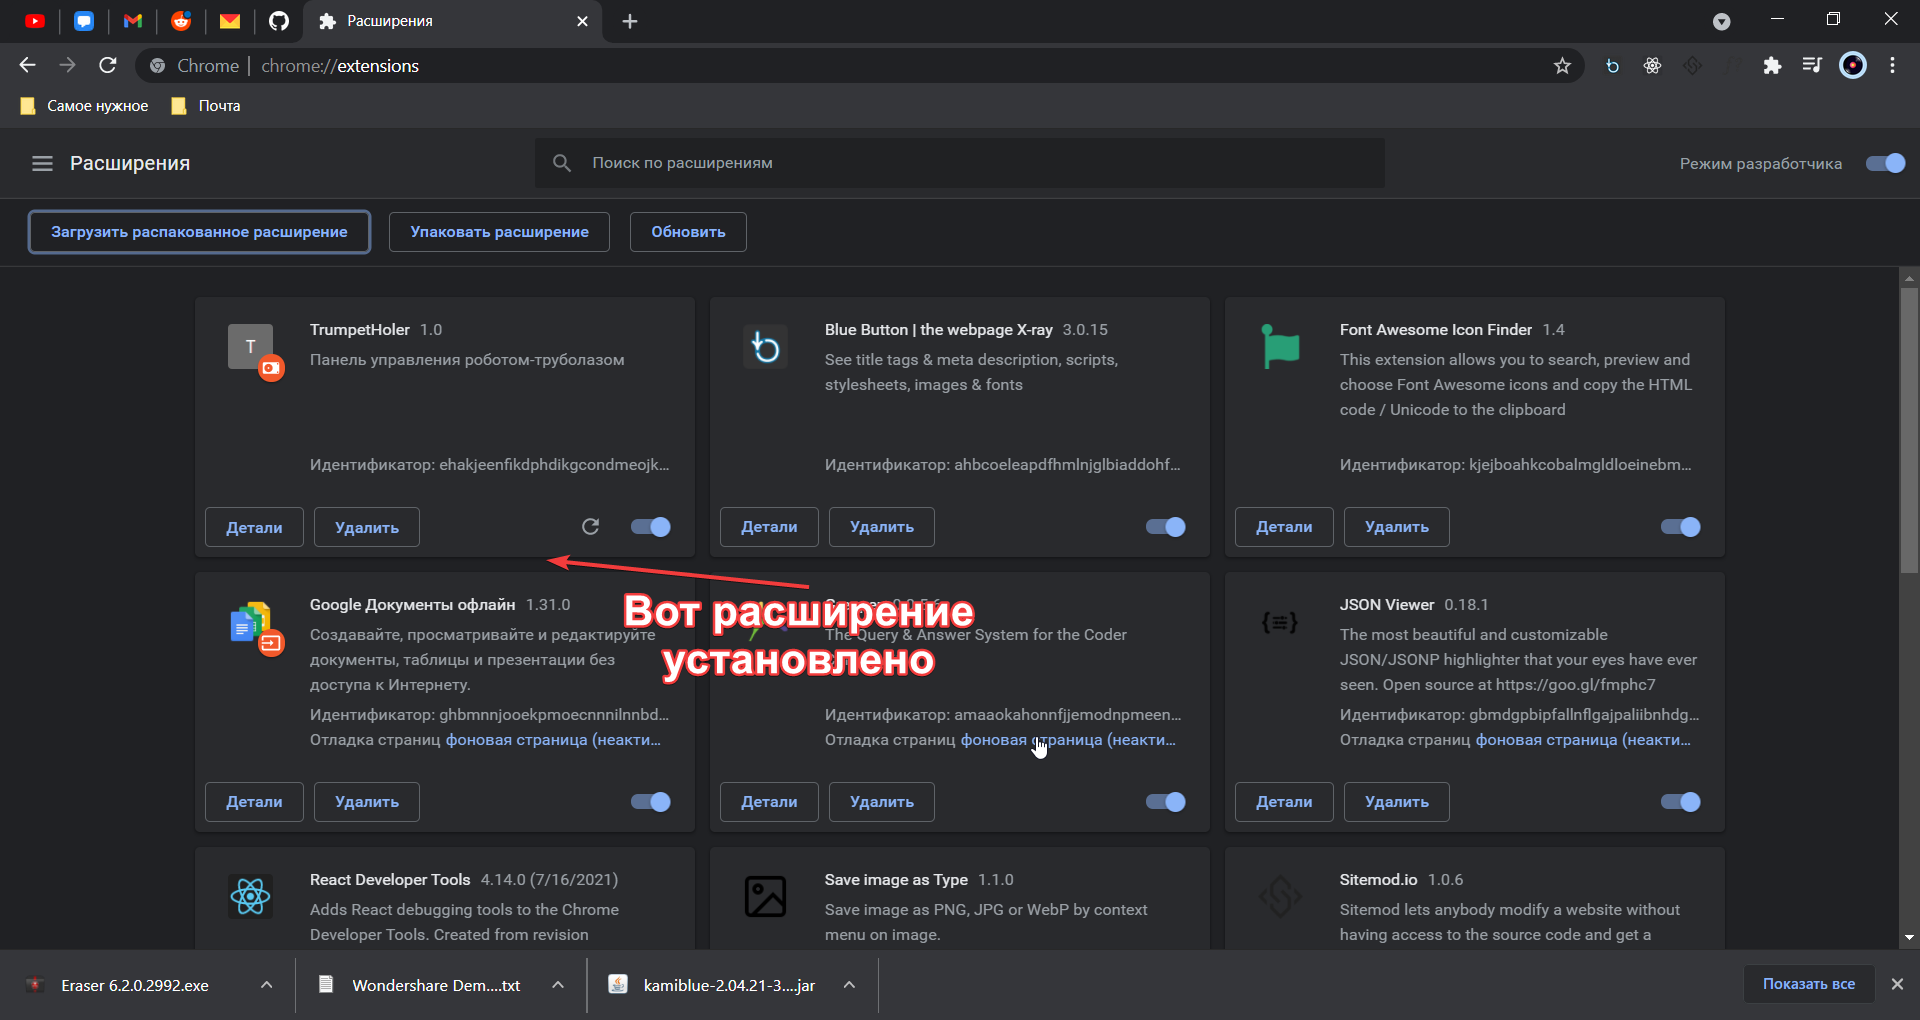 Расширения
Chrome | chrome://extensions
Самое нужное
Почта
Расширения
Поиск по расширениям
Режим разработчика
Загрузить распакованное расширение
Упаковать расширение
Обновить
T
TrumpetHoler 1.0
Панель управления роботом-труболазом
Идентификатор: ehakjeenfikdphdikgcondmeojk...
Детали
Удалить
Blue Button | the webpage X-ray 3.0.15
See title tags & meta description, scripts,
stylesheets, images & fonts
Идентификатор: ahbcoeleapdfhmlnjglbiaddohf...
Детали
Удалить
Font Awesome Icon Finder 1.4
This extension allows you to search, preview and
choose Font Awesome icons and copy the HTML
code / Unicode to the clipboard
Идентификатор: kjejboahkcobalmgldloeinebm...
Детали
Удалить
Вот расширение
установлено
Google Документы офлайн 1.31.0
Создавайте, просматривайте и редактируйте
документы, таблицы и презентации без
доступа к Интернету.
Идентификатор: ghbmnnjooekpmoecnnnilnnbd...
Отладка страниц фоновая страница (неакти...
Детали
Удалить
The Query & Answer System for the Coder
Идентификатор: amaaokahonnfjjemodnpmeen...
Отладка страниц фоновая страница (неакти...
Детали
Удалить
JSON Viewer 0.18.1
The most beautiful and customizable
JSON/JSONP highlighter that your eyes have ever
seen. Open source at https://goo.gl/fmphc7
Идентификатор: gbmdgpbipfallnflgajpaliibnhdg...
Отладка страниц фоновая страница (неакти...
Детали
Удалить
React Developer Tools 4.14.0 (7/16/2021)
Adds React debugging tools to the Chrome
Developer Tools. Created from revision
Save image as Type 1.1.0
Save image as PNG, JPG or WebP by context
menu on image.
Sitemod.io 1.0.6
Sitemod lets anybody modify a website without
having access to the source code and get a
Eraser 6.2.0.2992.exe
Wondershare Dem....txt
kamiblue-2.04.21-3....jar
Показать все